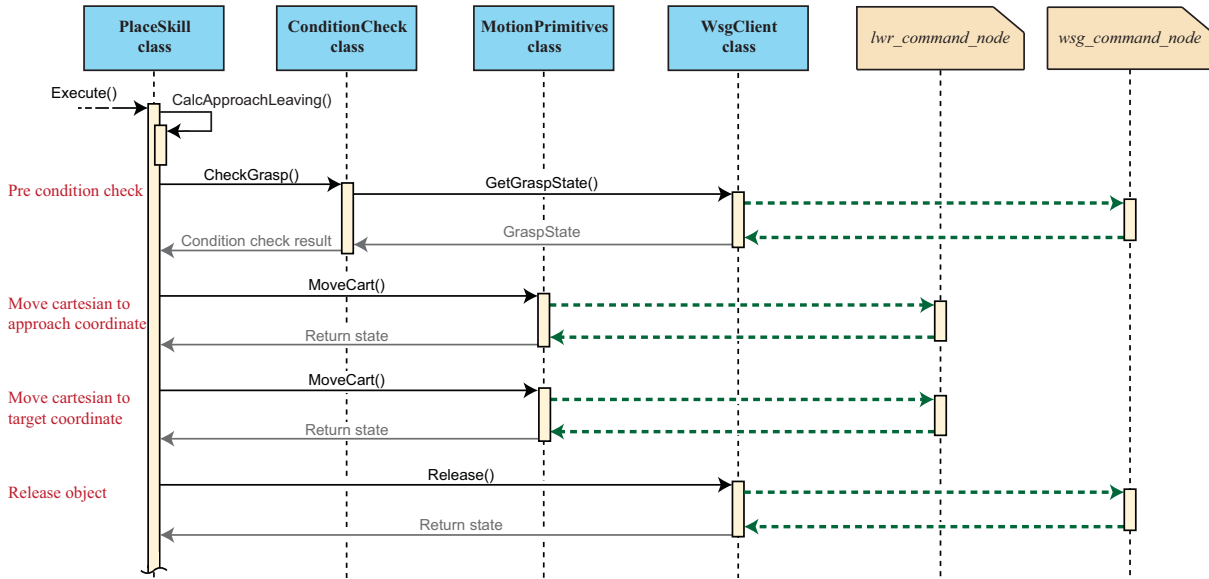 PlaceSkill
class
ConditionCheck
class
MotionPrimitives
class
WsgClient
class
lwr_command_node
wsg_command_node
Execute()
CalcApproachLeaving()
Pre condition check
CheckGrasp()
GetGraspState()
GraspState
Condition check result
Move cartesian to
approach coordinate
MoveCart()
Return state
Move cartesian to
target coordinate
MoveCart()
Return state
Release object
Release()
Return state